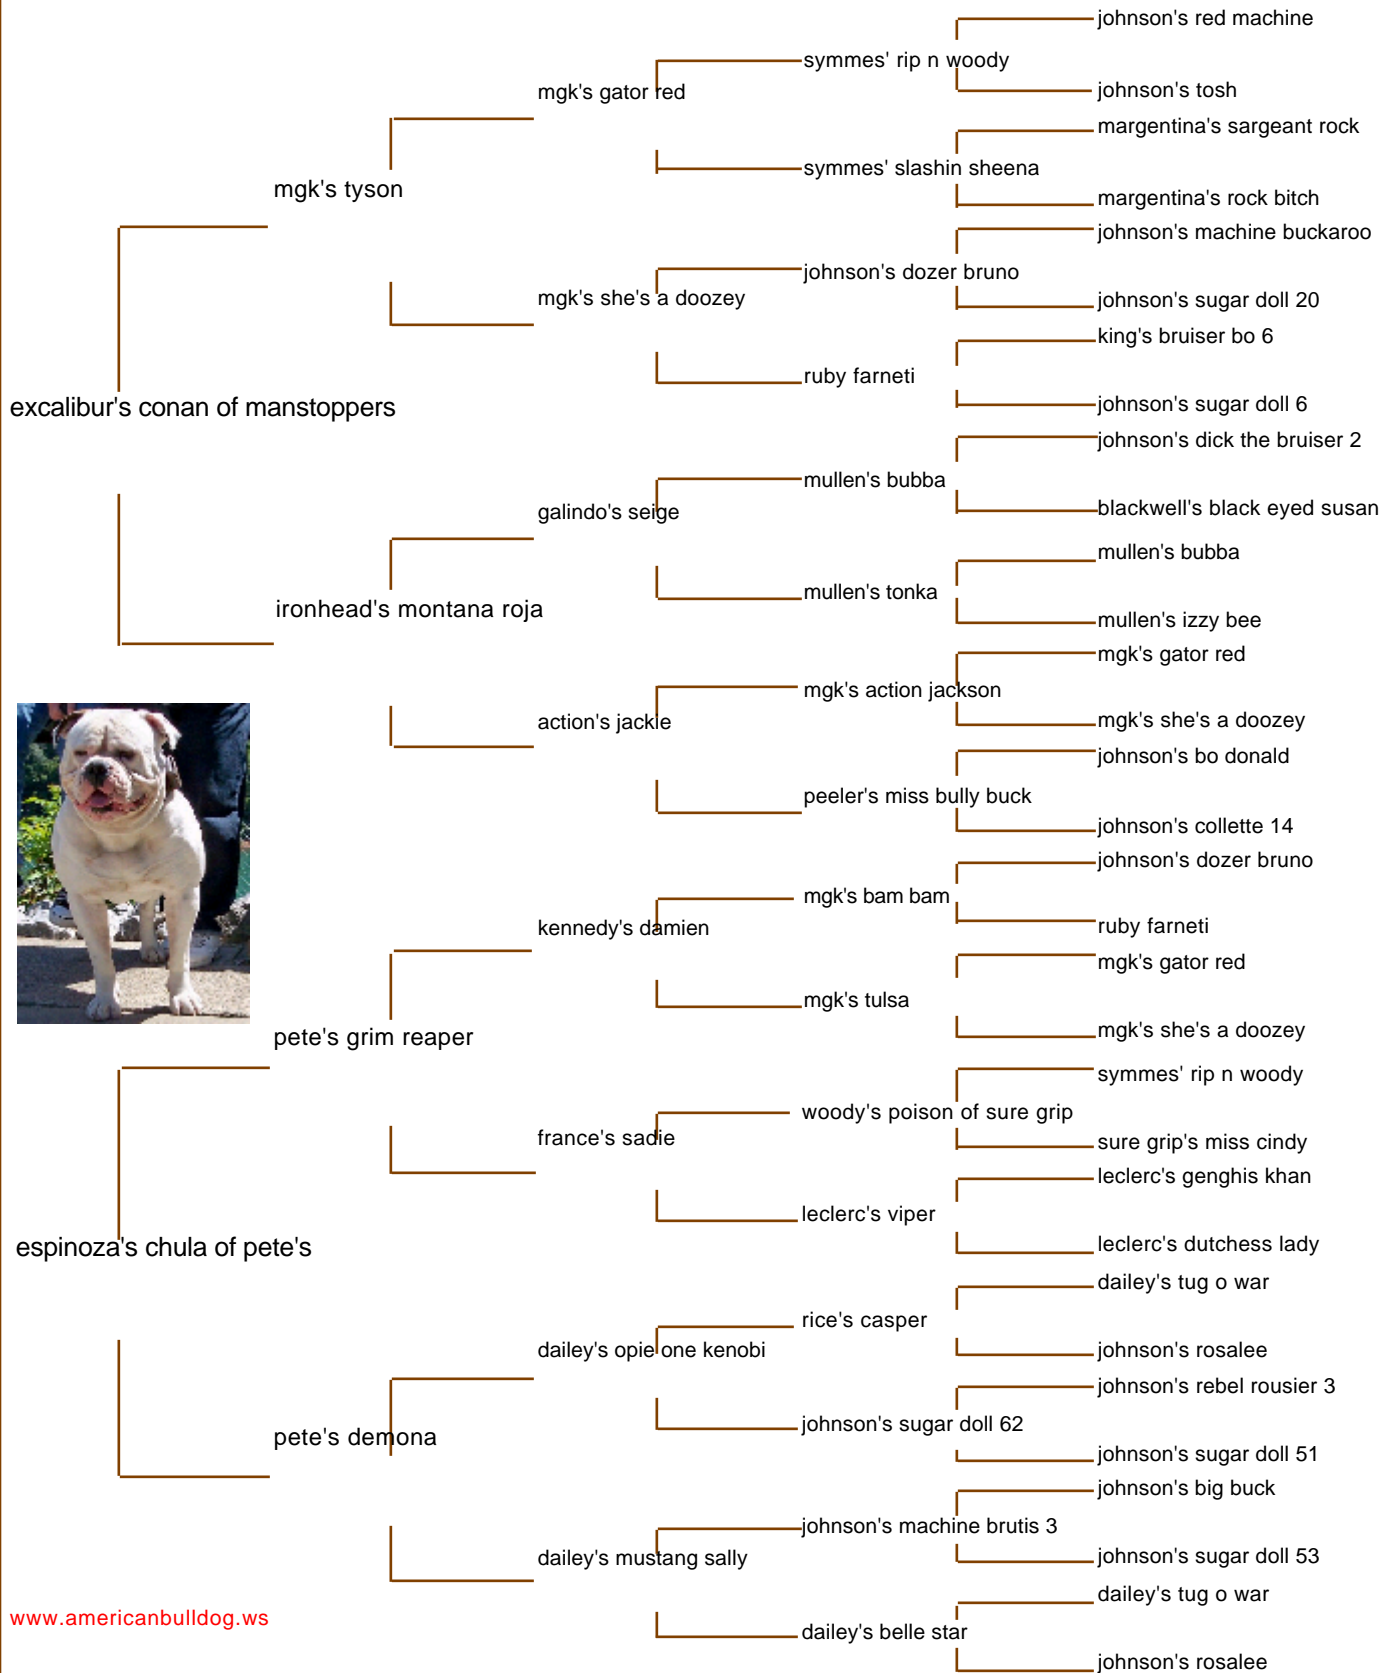 johnson's red machine
symmes' rip n woody
mgk's gator red
johnson's tosh
margentina's sargeant rock
symmes' slashin sheena
mgk's tyson
margentina's rock bitch
johnson's machine buckaroo
johnson's dozer bruno
mgk's she's a doozey
johnson's sugar doll 20
king's bruiser bo 6
ruby farneti
excalibur's conan of manstoppers
johnson's sugar doll 6
johnson's dick the bruiser 2
mullen's bubba
galindo's seige
blackwell's black eyed susan
mullen's bubba
mullen's tonka
ironhead's montana roja
mullen's izzy bee
mgk's gator red
mgk's action jackson
action's jackie
mgk's she's a doozey
johnson's bo donald
peeler's miss bully buck
johnson's collette 14
johnson's dozer bruno
mgk's bam bam
kennedy's damien
ruby farneti
mgk's gator red
mgk's tulsa
pete's grim reaper
mgk's she's a doozey
symmes' rip n woody
woody's poison of sure grip
france's sadie
sure grip's miss cindy
leclerc's genghis khan
leclerc's viper
espinoza's chula of pete's
leclerc's dutchess lady
dailey's tug o war
rice's casper
dailey's opie one kenobi
johnson's rosalee
johnson's rebel rousier 3
johnson's sugar doll 62
pete's demona
johnson's sugar doll 51
johnson's big buck
johnson's machine brutis 3
dailey's mustang sally
johnson's sugar doll 53
dailey's tug o war
www.americanbulldog.ws
dailey's belle star
johnson's rosalee